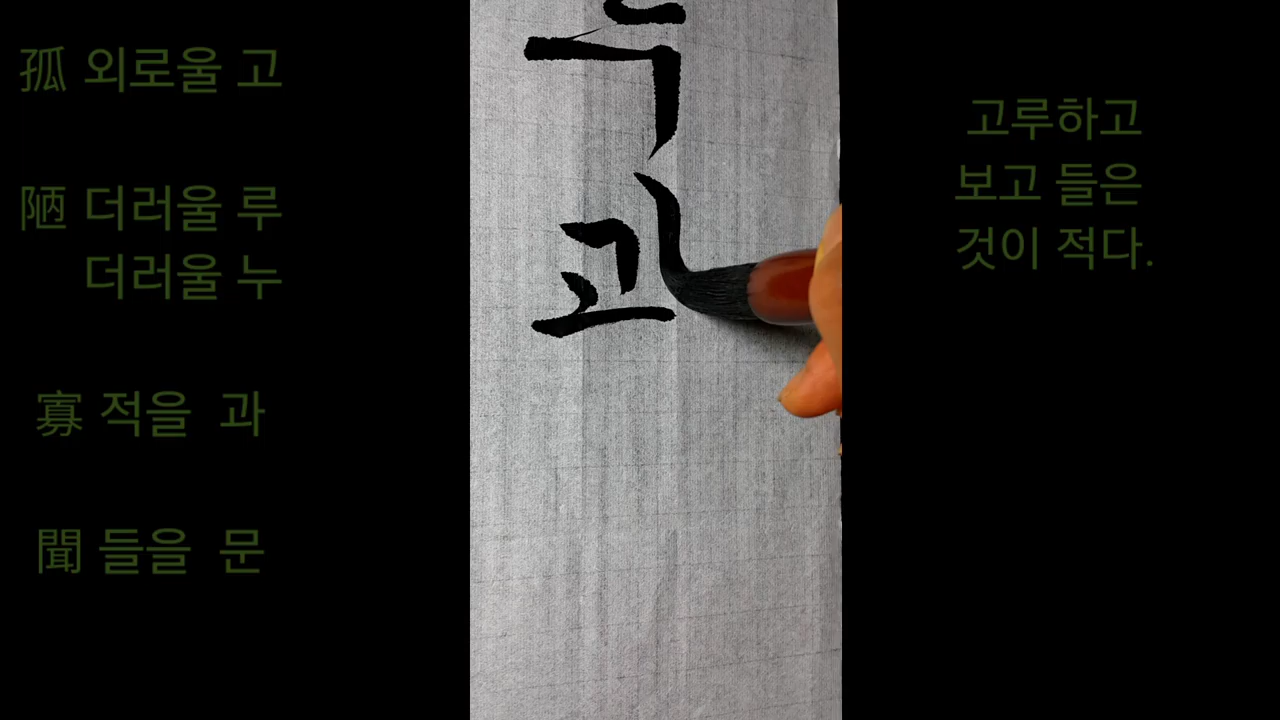 孤 외로울 고
陋 더러울 루
더러울 누
寡 적을 과
聞 들을 문
고루하고
보고 들은
것이 적다.